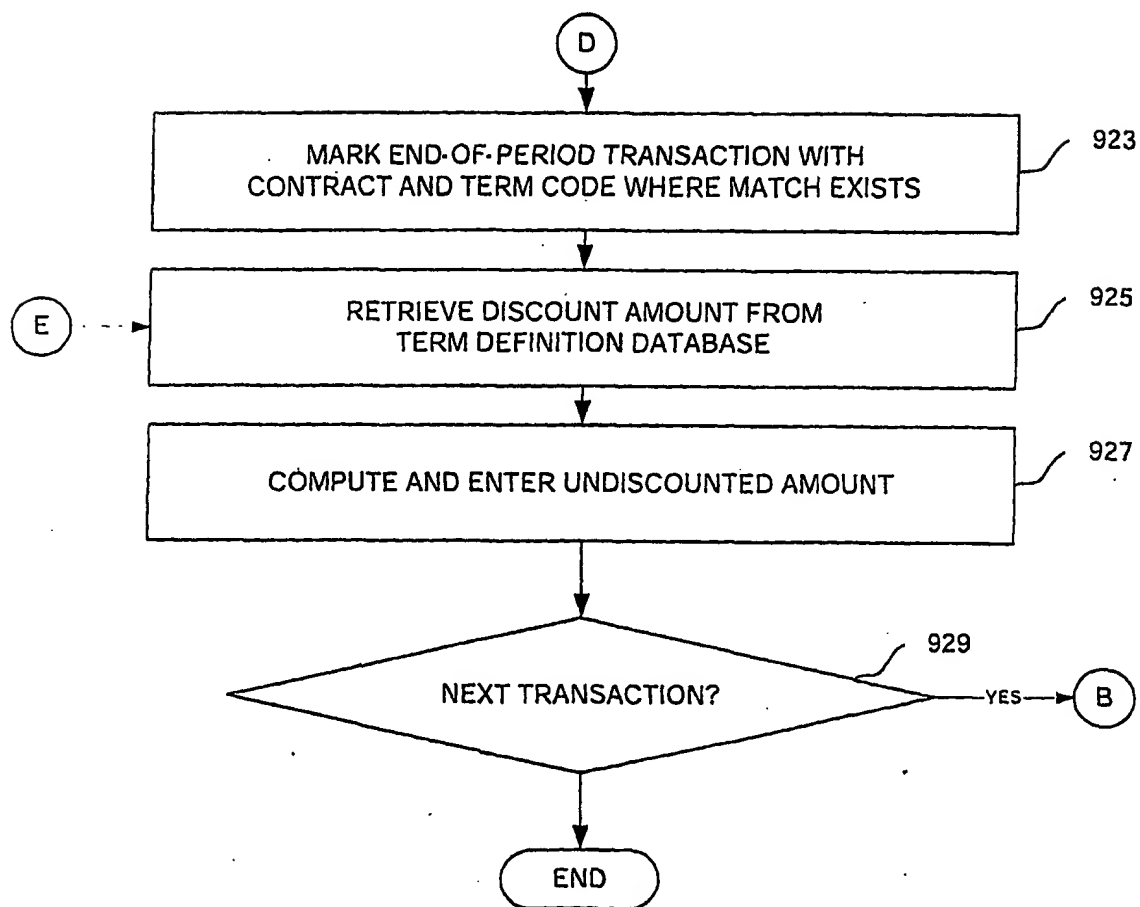 D
MARK END-OF-PERIOD TRANSACTION WITH
CONTRACT AND TERM CODE WHERE MATCH EXISTS
923
E
RETRIEVE DISCOUNT AMOUNT FROM
TERM DEFINITION DATABASE
925
COMPUTE AND ENTER UNDISCOUNTED AMOUNT
927
NEXT TRANSACTION?
929
YES
B
END